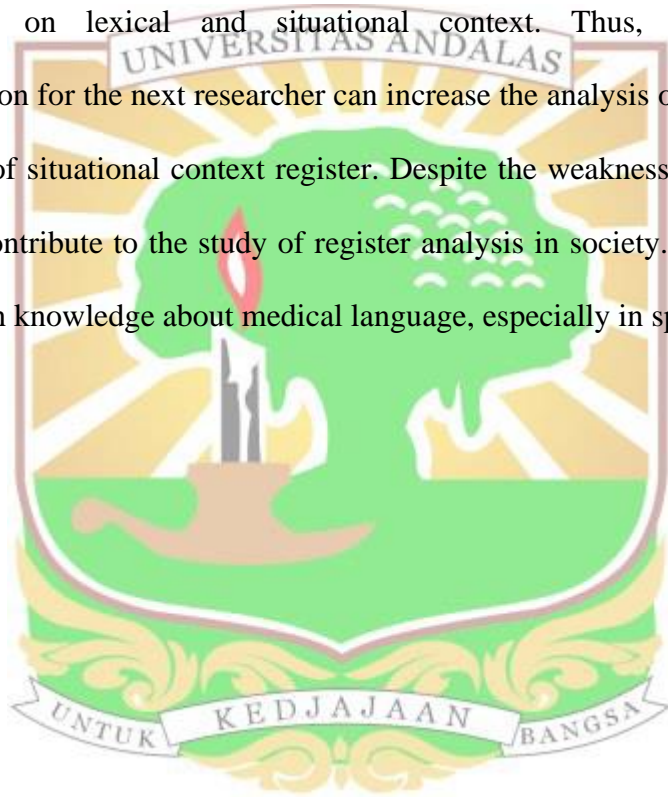 on lexical and situational context. Thus,
UNIVERSITAS ANDALAS
on for the next researcher can increase the analysis o
of situational context register. Despite the weakness
ontribute to the study of register analysis in society.
n knowledge about medical language, especially in sp
UNTUK KEDJAJAAN BANGSA